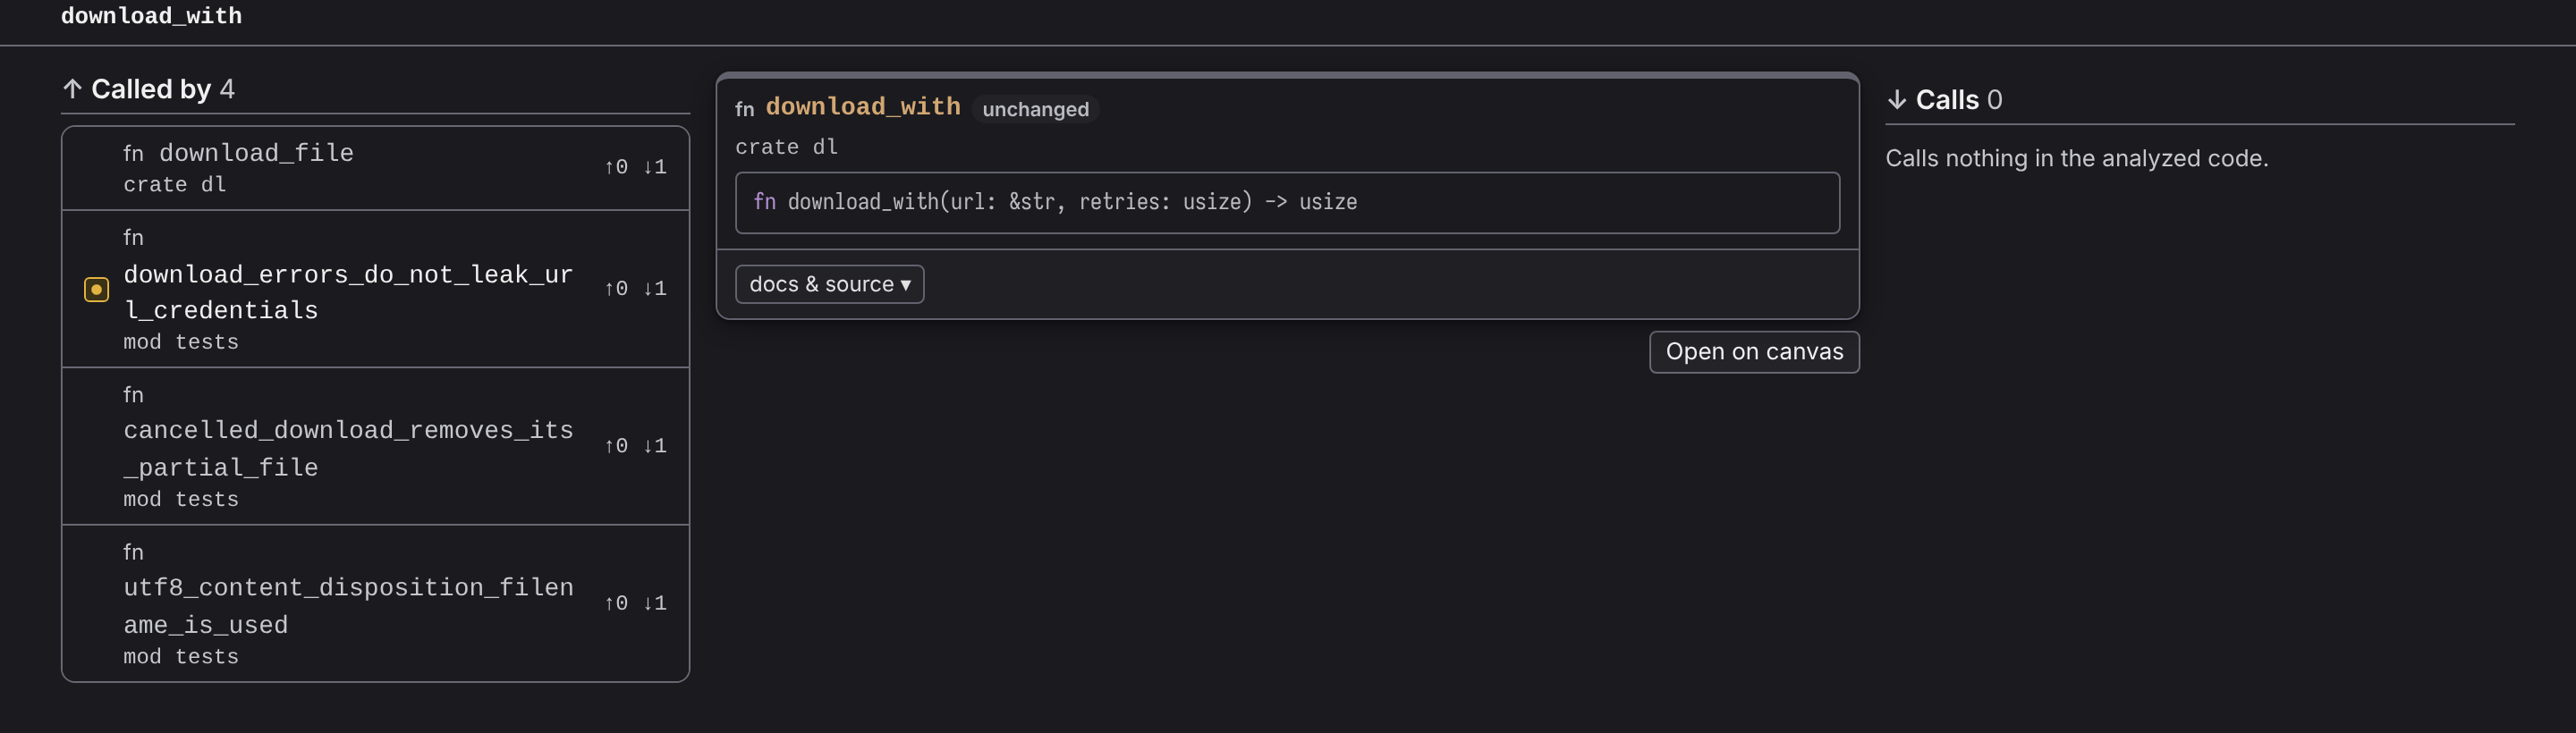 download_with
↑ Called by 4
fn download_file
crate dl
↑0 ↓1
fn
download_errors_do_not_leak_ur
l_credentials
mod tests
↑0 ↓1
fn
cancelled_download_removes_its
_partial_file
mod tests
↑0 ↓1
fn
utf8_content_disposition_filen
ame_is_used
mod tests
↑0 ↓1
fn download_with unchanged
crate dl
fn download_with(url: &str, retries: usize) -> usize
docs & source ▾
Open on canvas
↓ Calls 0
Calls nothing in the analyzed code.